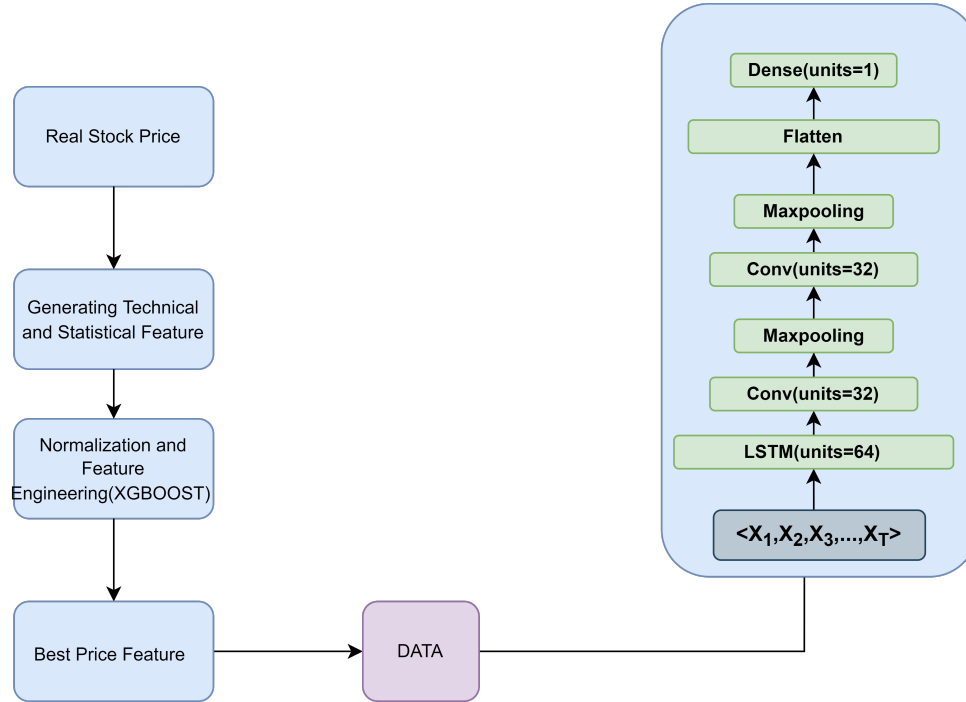 Real Stock Price
Generating Technical
and Statistical Feature
Normalization and
Feature
Engineering(XGBOOST)
Best Price Feature
DATA
Dense(units=1)
Flatten
Maxpooling
Conv(units=32)
Maxpooling
Conv(units=32)
LSTM(units=64)
<X₁,X₂,X₃,...,X_T>